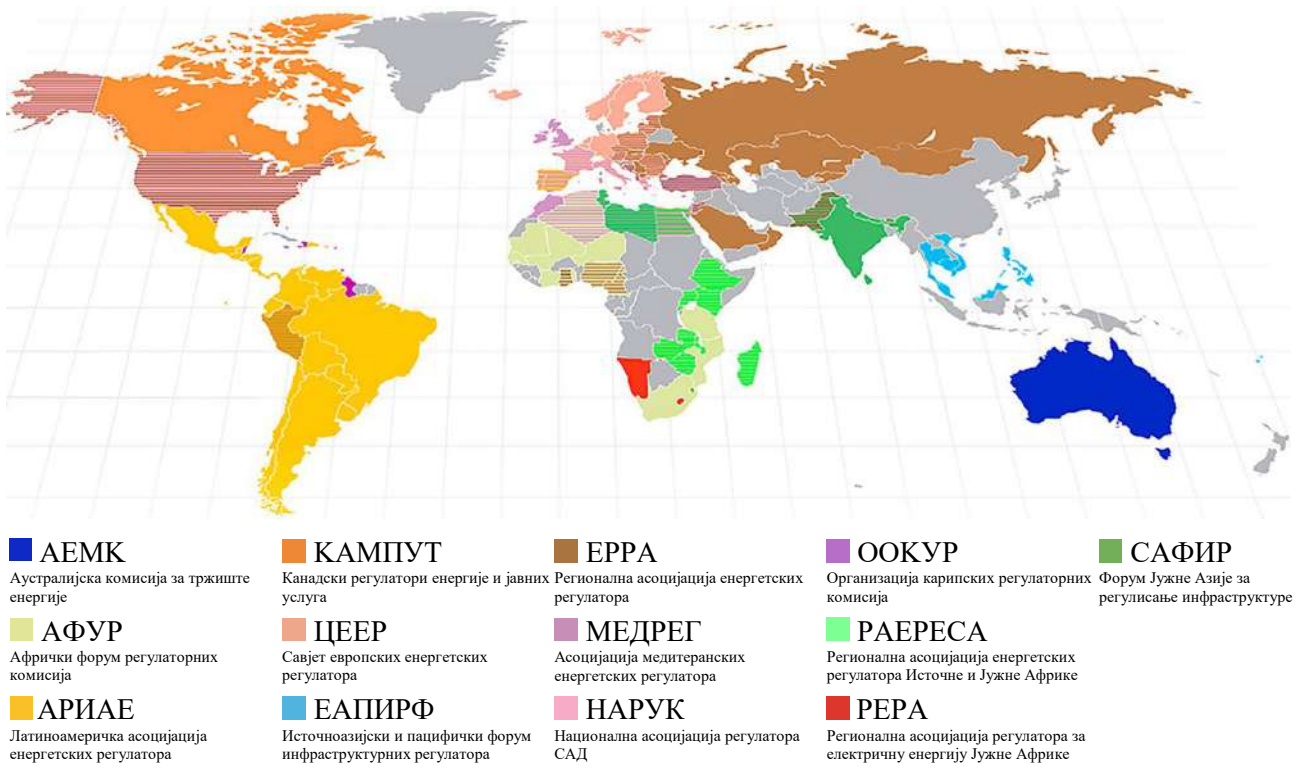 АЕМК
Аустралијска комисија за тржиште
енергије
КАМПУТ
Канадски регулатори енергије и јавних
услуга
ЕРРА
Регионална асоцијација енергетских
регулатора
ООКУР
Организација карипских регулаторних
комисија
САФИР
Форум Јужне Азије за
регулисање инфраструктуре
АФУР
Афрички форум регулаторних
комисија
ЦЕЕР
Савјет европских енергетских
регулатора
МЕДРЕГ
Асоцијација медитеранских
енергетских регулатора
РАЕРЕСА
Регионална асоцијација енергетских
регулатора Источне и Јужне Африке
АРИАЕ
Латиноамеричка асоцијација
енергетских регулатора
ЕАПИРФ
Источноазијски и пацифички форум
инфраструктурних регулатора
НАРУК
Национална асоцијација регулатора
САД
РЕРА
Регионална асоцијација регулатора за
електричну енергију Јужне Африке